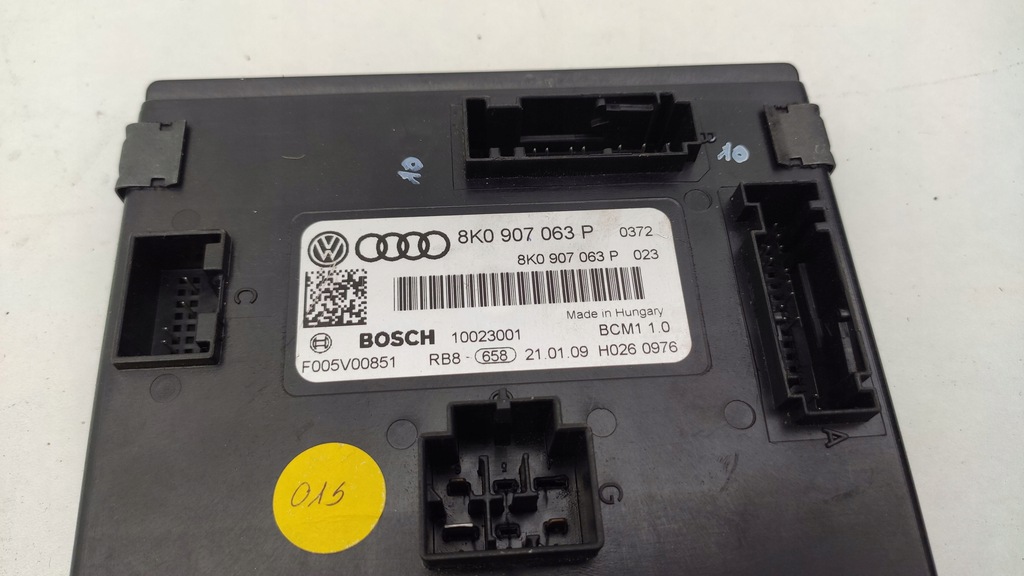 10
10
8K0 907 063 P 0372
8K0 907 063 P 023
Made in Hungary
BOSCH 10023001 BCM1 1.0
F005V00851 RB8 - 658 21.01.09 H026 0976
C
A
G
015